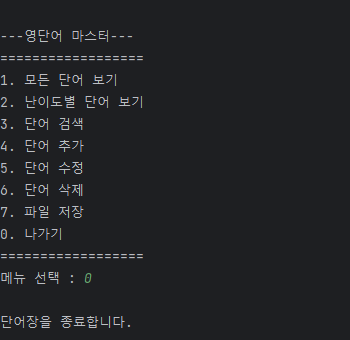 ---영단어 마스터---
==================
1. 모든 단어 보기
2. 난이도별 단어 보기
3. 단어 검색
4. 단어 추가
5. 단어 수정
6. 단어 삭제
7. 파일 저장
0. 나가기
==================
메뉴 선택 : 0
단어장을 종료합니다.